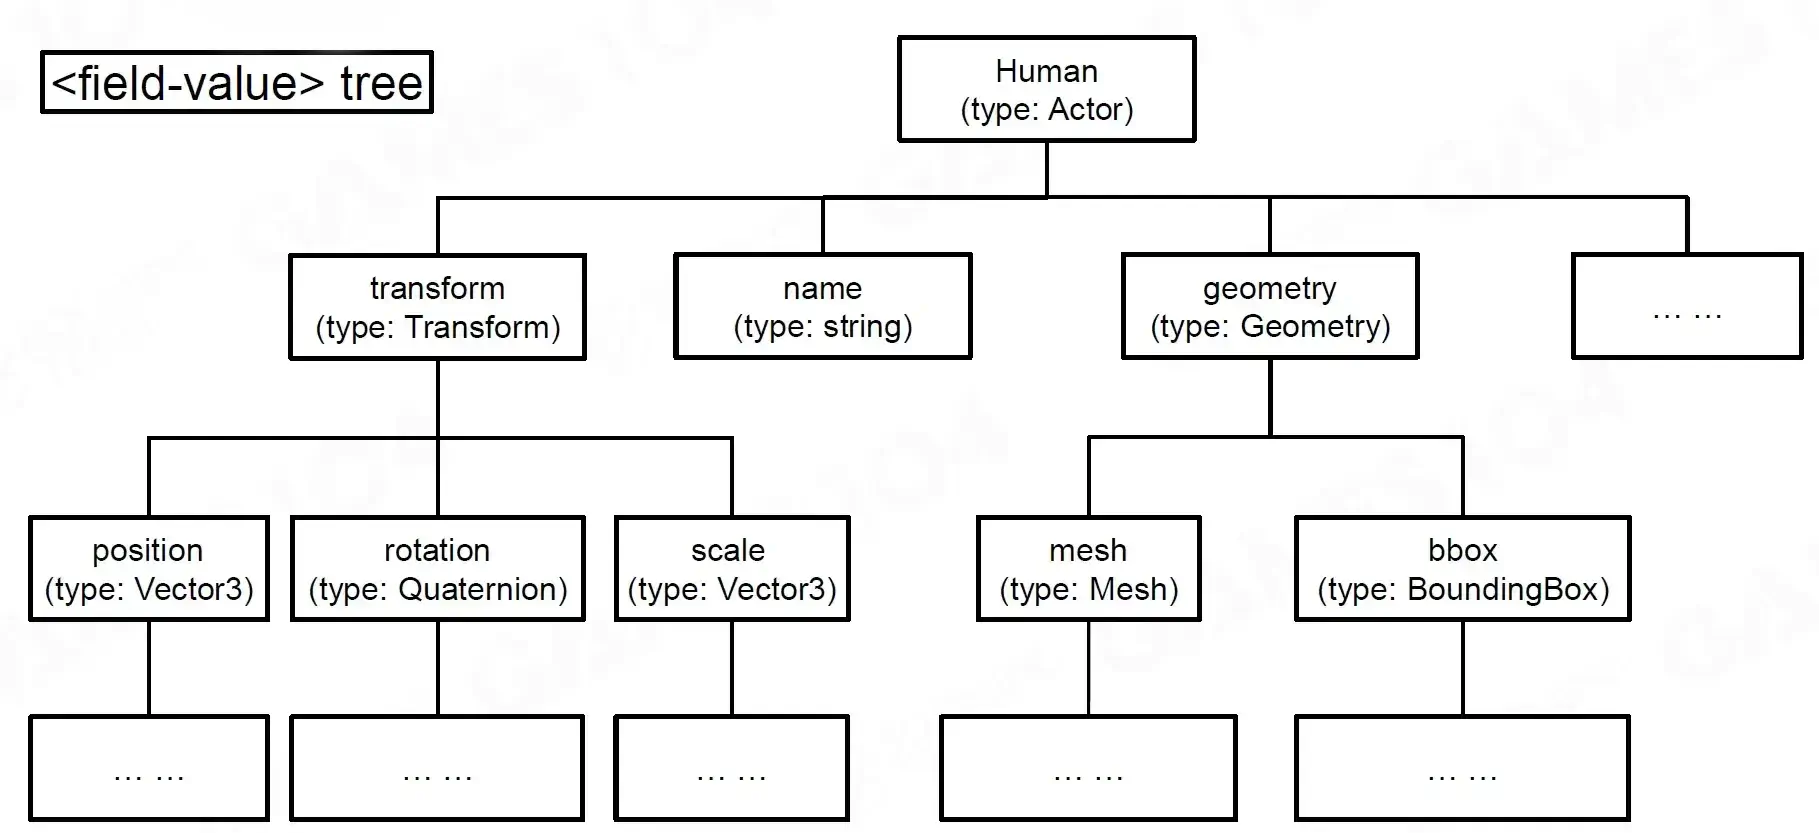 <field-value> tree
Human
(type: Actor)
transform
(type: Transform)
name
(type: string)
geometry
(type: Geometry)
... ...
position
(type: Vector3)
rotation
(type: Quaternion)
scale
(type: Vector3)
mesh
(type: Mesh)
bbox
(type: BoundingBox)
... ...
... ...
... ...
... ...
... ...